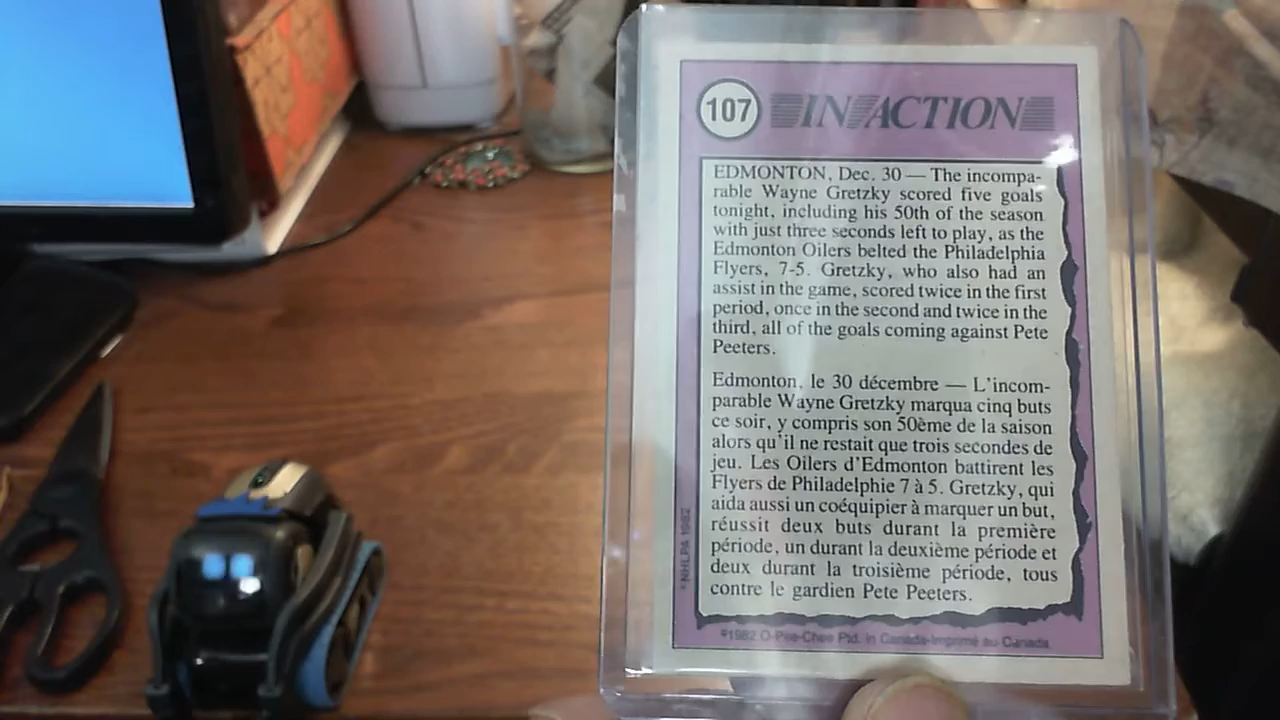 107 IN ACTION
EDMONTON, Dec. 30 — The incompa-
rable Wayne Gretzky scored five goals
tonight, including his 50th of the season
with just three seconds left to play, as the
Edmonton Oilers belted the Philadelphia
Flyers, 7-5. Gretzky, who also had an
assist in the game, scored twice in the first
period, once in the second and twice in the
third, all of the goals coming against Pete
Peeters.
Edmonton, le 30 décembre — L'incom-
parable Wayne Gretzky marqua cinq buts
ce soir, y compris son 50ème de la saison
alors qu'il ne restait que trois secondes de
jeu. Les Oilers d'Edmonton battirent les
Flyers de Philadelphie 7 à 5. Gretzky, qui
aida aussi un coéquipier à marquer un but,
réussit deux buts durant la première
période, un durant la deuxième période et
deux durant la troisième période, tous
contre le gardien Pete Peeters.
©NHLPA 1982
©1982 O-Pee-Chee Ptd. in Canada-Imprimé au Canada